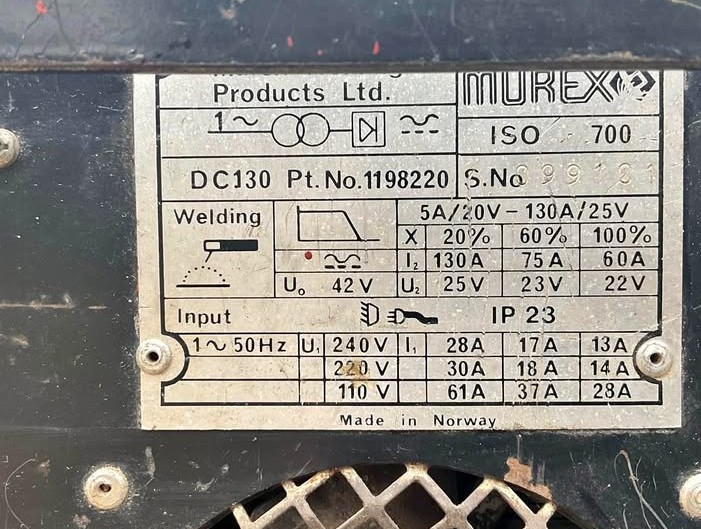 Products Ltd.
MUREX
1~
ISO 700
DC130 Pt.No.1198220 S.No 099101
Welding
5A/20V – 130A/25V
X 20% 60% 100%
I₂ 130A 75A 60A
U₀ 42V U₂ 25V 23V 22V
Input IP 23
1~50Hz U₁ 240V I₁ 28A 17A 13A
220V 30A 18A 14A
110V 61A 37A 28A
Made in Norway